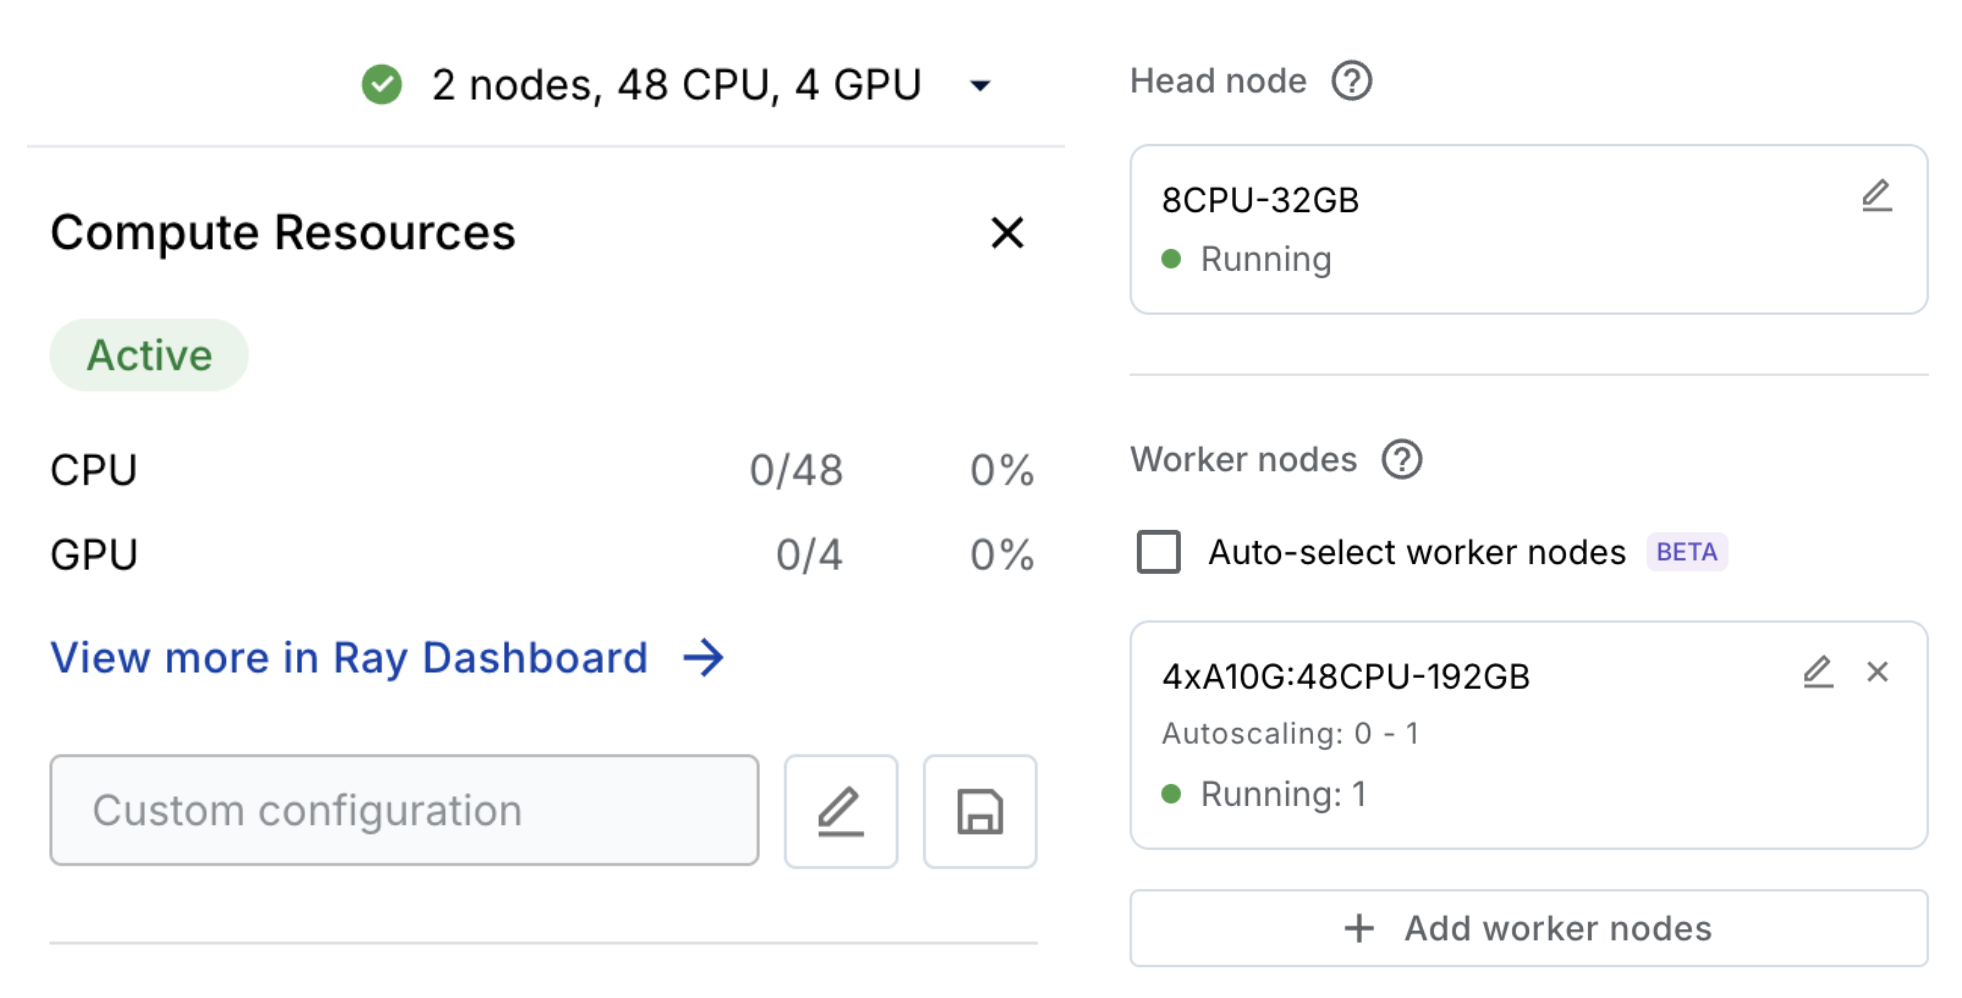 2 nodes, 48 CPU, 4 GPU
Compute Resources
Active
CPU 0/48 0%
GPU 0/4 0%
View more in Ray Dashboard
Custom configuration
Head node
8CPU-32GB
Running
Worker nodes
Auto-select worker nodes BETA
4xA10G:48CPU-192GB
Autoscaling: 0 - 1
Running: 1
+ Add worker nodes